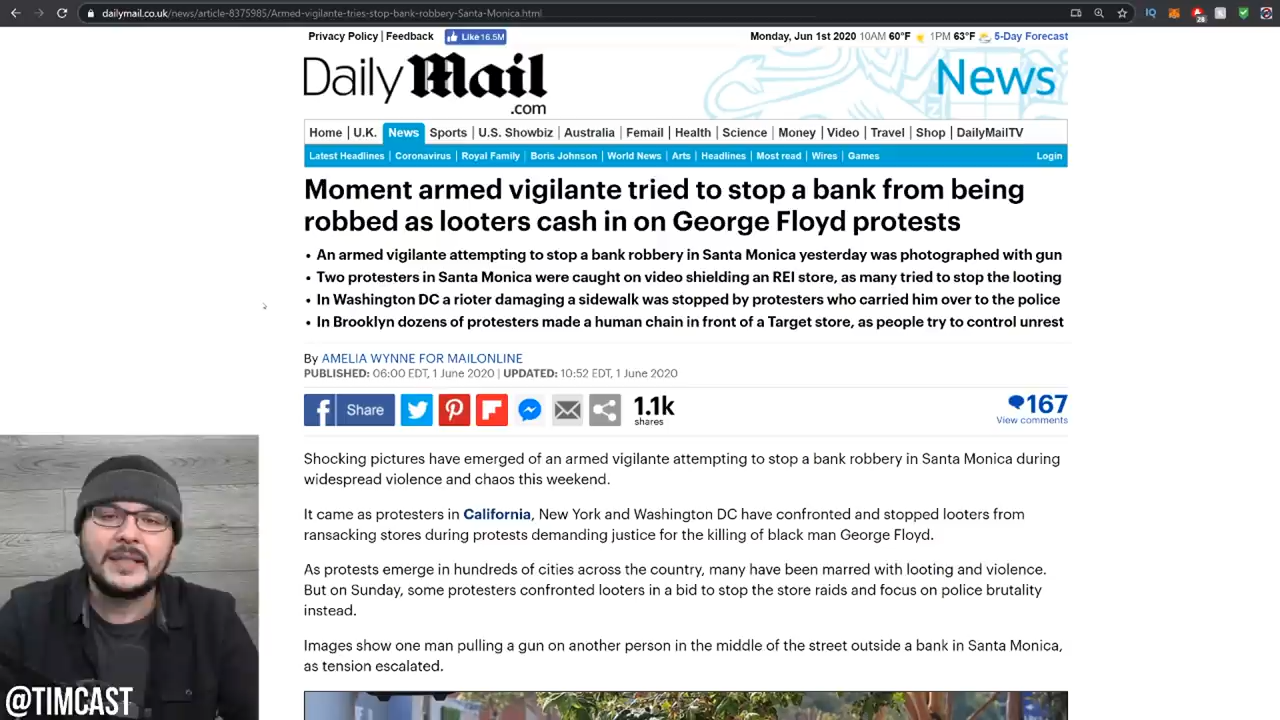 dailymail.co.uk/news/article-8375985/Armed-vigilante-tries-stop-bank-robbery-Santa-Monica.html
Privacy Policy | Feedback Like 16.5M Monday, Jun 1st 2020 10AM 60°F 1PM 63°F 5-Day Forecast
Daily Mail
.com
News
Home U.K. News Sports U.S. Showbiz Australia Femail Health Science Money Video Travel Shop DailyMailTV
Latest Headlines Coronavirus Royal Family Boris Johnson World News Arts Headlines Most read Wires Games Login
Moment armed vigilante tried to stop a bank from being
robbed as looters cash in on George Floyd protests
• An armed vigilante attempting to stop a bank robbery in Santa Monica yesterday was photographed with gun
• Two protesters in Santa Monica were caught on video shielding an REI store, as many tried to stop the looting
• In Washington DC a rioter damaging a sidewalk was stopped by protesters who carried him over to the police
• In Brooklyn dozens of protesters made a human chain in front of a Target store, as people try to control unrest
By AMELIA WYNNE FOR MAILONLINE
PUBLISHED: 06:00 EDT, 1 June 2020 | UPDATED: 10:52 EDT, 1 June 2020
Share
1.1k
shares
167
View comments
Shocking pictures have emerged of an armed vigilante attempting to stop a bank robbery in Santa Monica during
widespread violence and chaos this weekend.
It came as protesters in California, New York and Washington DC have confronted and stopped looters from
ransacking stores during protests demanding justice for the killing of black man George Floyd.
As protests emerge in hundreds of cities across the country, many have been marred with looting and violence.
But on Sunday, some protesters confronted looters in a bid to stop the store raids and focus on police brutality
instead.
Images show one man pulling a gun on another person in the middle of the street outside a bank in Santa Monica,
as tension escalated.
@TIMCAST